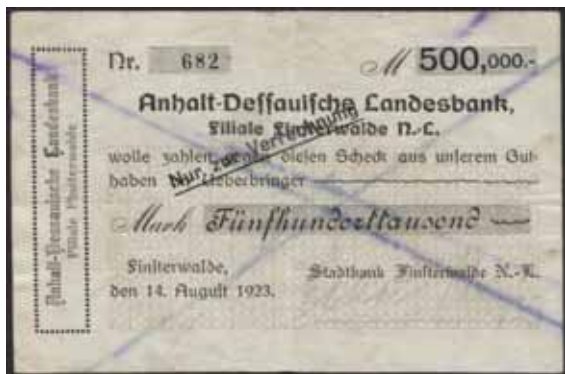 Nr. 682 M 500,000.-
Anhalt-Dessauische Landesbank,
Filiale Finsterwalde N.-L.
wolle zahlen gegen diesen Scheck aus unserem Gut-
haben Ueberbringer
Nur zur Verrechnung
Mark Fünfhunderttausend
Finsterwalde,
den 14. August 1923.
Stadtbank Finsterwalde N.-L.
Anhalt-Dessauische Landesbank
Filiale Finsterwalde